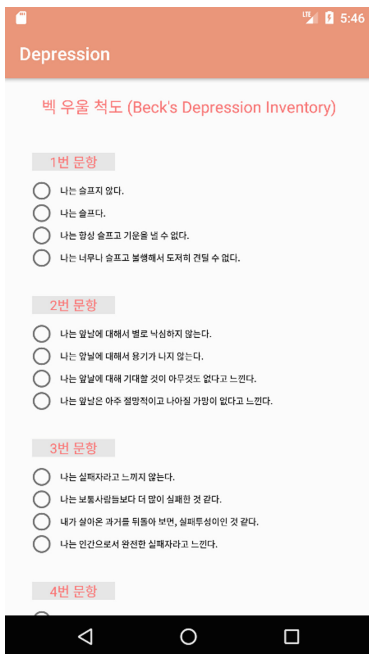 LTE 5:46
Depression
벡 우울 척도 (Beck's Depression Inventory)
1번 문항
나는 슬프지 않다.
나는 슬프다.
나는 항상 슬프고 기운을 낼 수 없다.
나는 너무나 슬프고 불행해서 도저히 견딜 수 없다.
2번 문항
나는 앞날에 대해서 별로 낙심하지 않는다.
나는 앞날에 대해서 용기가 나지 않는다.
나는 앞날에 대해 기대할 것이 아무것도 없다고 느낀다.
나는 앞날은 아주 절망적이고 나아질 가망이 없다고 느낀다.
3번 문항
나는 실패자라고 느끼지 않는다.
나는 보통사람들보다 더 많이 실패한 것 같다.
내가 살아온 과거를 뒤돌아 보면, 실패투성이인 것 같다.
나는 인간으로서 완전한 실패자라고 느낀다.
4번 문항